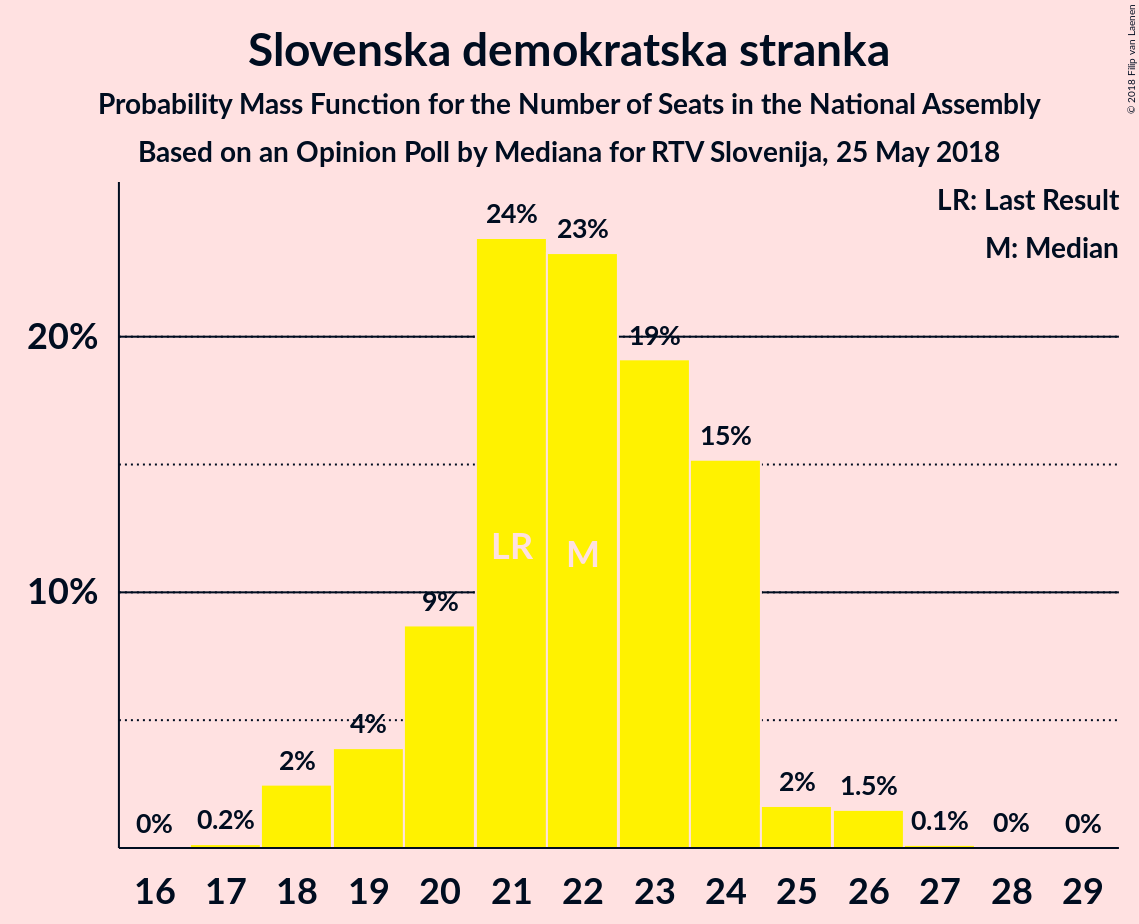 Slovenska demokratska stranka
Probability Mass Function for the Number of Seats in the National Assembly
Based on an Opinion Poll by Mediana for RTV Slovenija, 25 May 2018
© 2018 Filip van Laenen
LR: Last Result
M: Median
20%
10%
0%
0.2%
2%
4%
9%
24%
23%
19%
15%
2%
1.5%
0.1%
0%
0%
LR
M
16 17 18 19 20 21 22 23 24 25 26 27 28 29